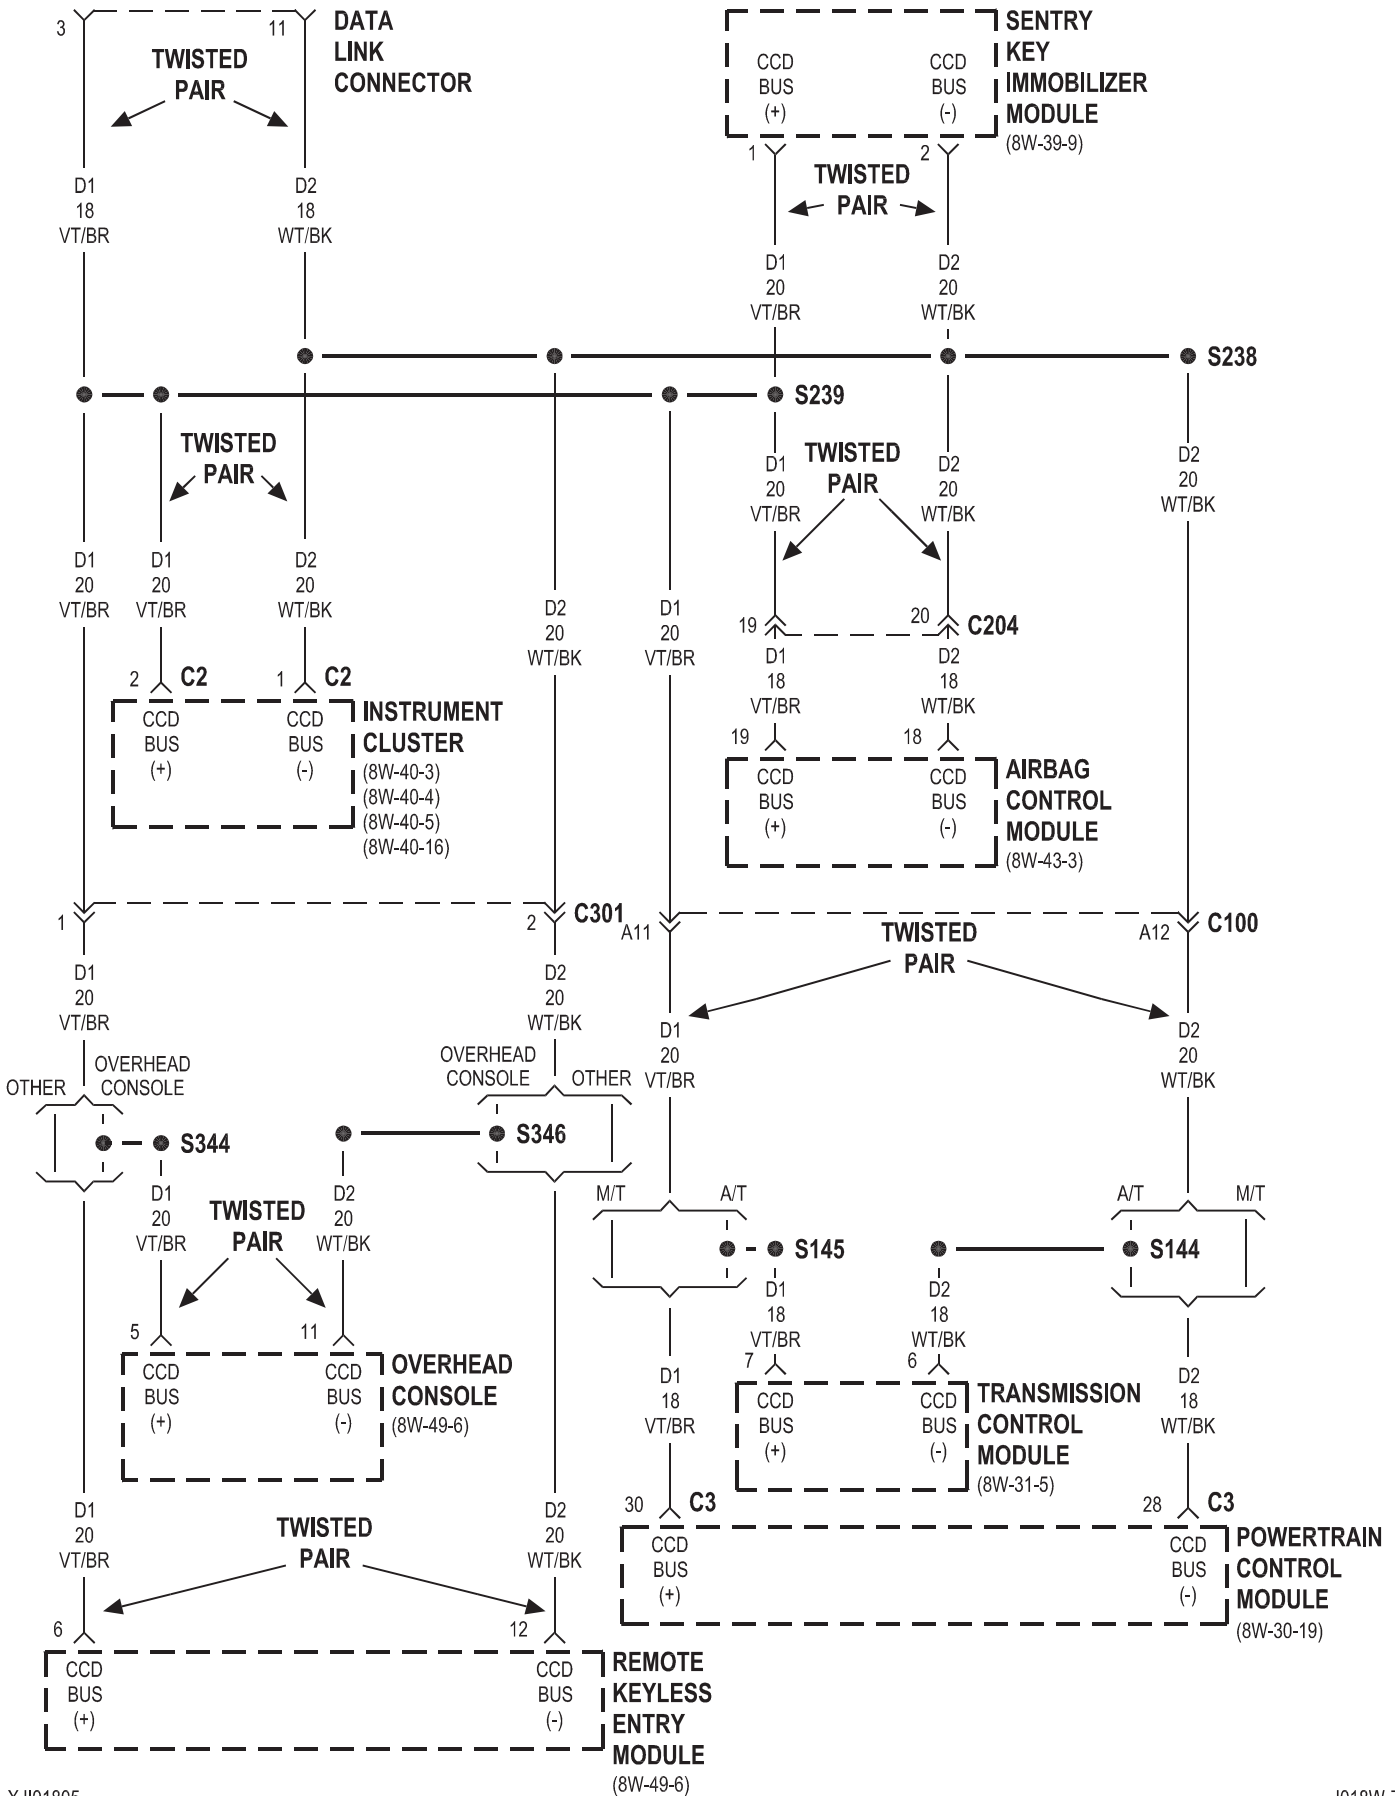 3
11
DATA
LINK
CONNECTOR
TWISTED
PAIR
SENTRY
KEY
IMMOBILIZER
MODULE
(8W-39-9)
CCD
BUS
(+)
CCD
BUS
(-)
1
2
TWISTED
PAIR
D1
18
VT/BR
D2
18
WT/BK
D1
20
VT/BR
D2
20
WT/BK
S238
S239
TWISTED
PAIR
TWISTED
PAIR
D1
20
VT/BR
D2
20
WT/BK
D2
20
WT/BK
D1
20
VT/BR
D1
20
VT/BR
D2
20
WT/BK
D2
20
WT/BK
D1
20
VT/BR
19
20
C204
D1
18
VT/BR
D2
18
WT/BK
2
C2
1
C2
INSTRUMENT
CLUSTER
(8W-40-3)
(8W-40-4)
(8W-40-5)
(8W-40-16)
CCD
BUS
(+)
CCD
BUS
(-)
19
18
CCD
BUS
(+)
CCD
BUS
(-)
AIRBAG
CONTROL
MODULE
(8W-43-3)
1
2
C301
A11
A12
C100
TWISTED
PAIR
D1
20
VT/BR
D2
20
WT/BK
D1
20
VT/BR
D2
20
WT/BK
OTHER
OVERHEAD
CONSOLE
OVERHEAD
CONSOLE
OTHER
S344
S346
D1
20
VT/BR
TWISTED
PAIR
D2
20
WT/BK
M/T
A/T
A/T
M/T
S145
S144
D1
18
VT/BR
D2
18
WT/BK
5
11
CCD
BUS
(+)
CCD
BUS
(-)
OVERHEAD
CONSOLE
(8W-49-6)
7
6
CCD
BUS
(+)
CCD
BUS
(-)
TRANSMISSION
CONTROL
MODULE
(8W-31-5)
D1
18
VT/BR
D2
18
WT/BK
30
C3
28
C3
D1
20
VT/BR
TWISTED
PAIR
D2
20
WT/BK
CCD
BUS
(+)
CCD
BUS
(-)
POWERTRAIN
CONTROL
MODULE
(8W-30-19)
6
12
CCD
BUS
(+)
CCD
BUS
(-)
REMOTE
KEYLESS
ENTRY
MODULE
(8W-49-6)